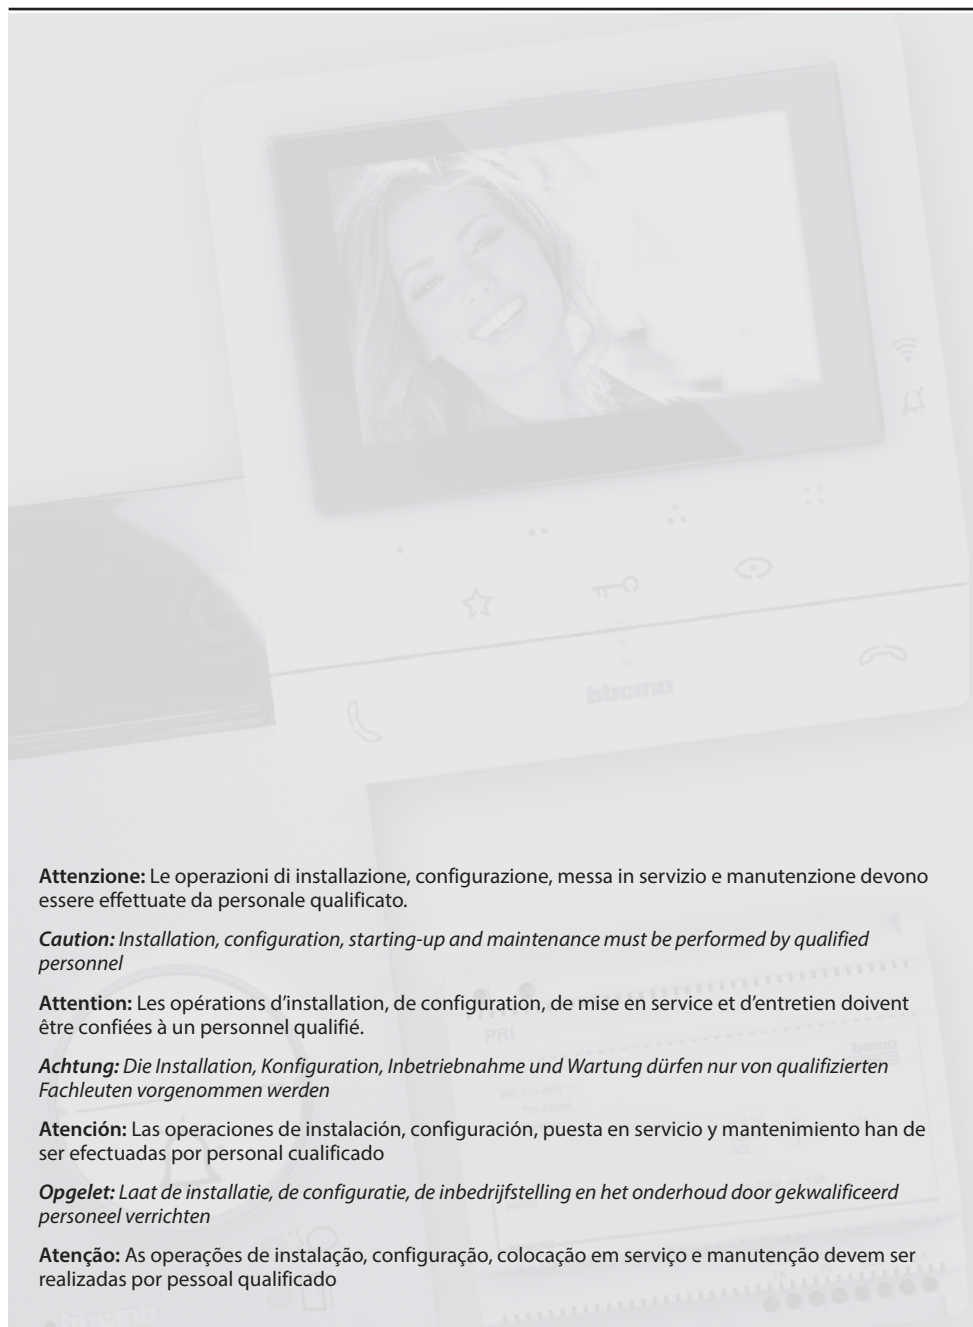 bticino
Attenzione: Le operazioni di installazione, configurazione, messa in servizio e manutenzione devono
essere effettuate da personale qualificato.
Caution: Installation, configuration, starting-up and maintenance must be performed by qualified
personnel
Attention: Les opérations d’installation, de configuration, de mise en service et d’entretien doivent
être confiées à un personnel qualifié.
PRI
Achtung: Die Installation, Konfiguration, Inbetriebnahme und Wartung dürfen nur von qualifizierten
Fachleuten vorgenommen werden
Atención: Las operaciones de instalación, configuración, puesta en servicio y mantenimiento han de
ser efectuadas por personal cualificado
Opgelet: Laat de installatie, de configuratie, de inbedrijfstelling en het onderhoud door gekwalificeerd
personeel verrichten
Atenção: As operações de instalação, configuração, colocação em serviço e manutenção devem ser
realizadas por pessoal qualificado